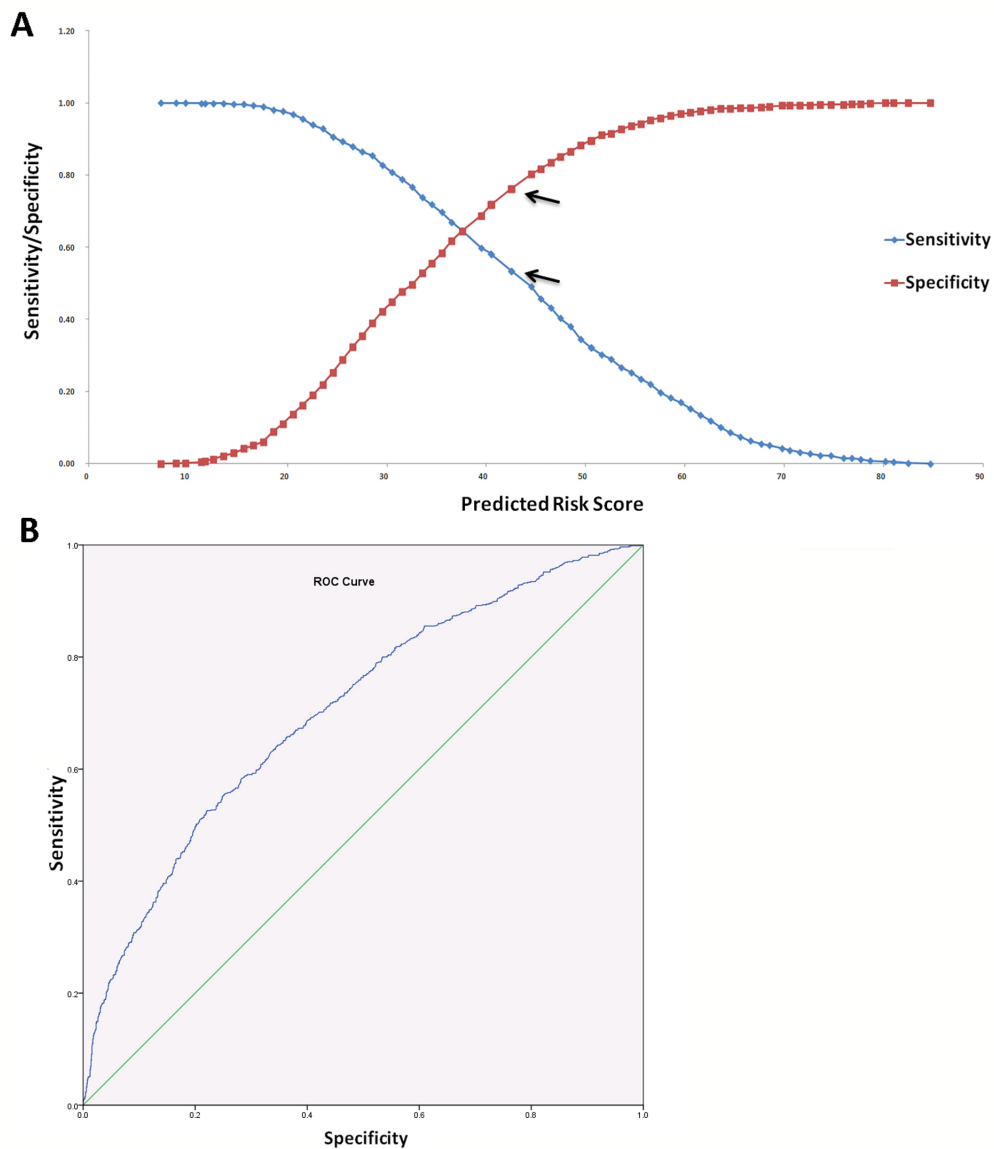 A
1.20
1.00
0.80
0.60
0.40
0.20
0.00
Sensitivity/Specificity
Sensitivity
Specificity
0 10 20 30 40 50 60 70 80 90
Predicted Risk Score
B
ROC Curve
1.0
0.8
0.6
0.4
0.2
0.0
Sensitivity
0.0 0.2 0.4 0.6 0.8 1.0
Specificity